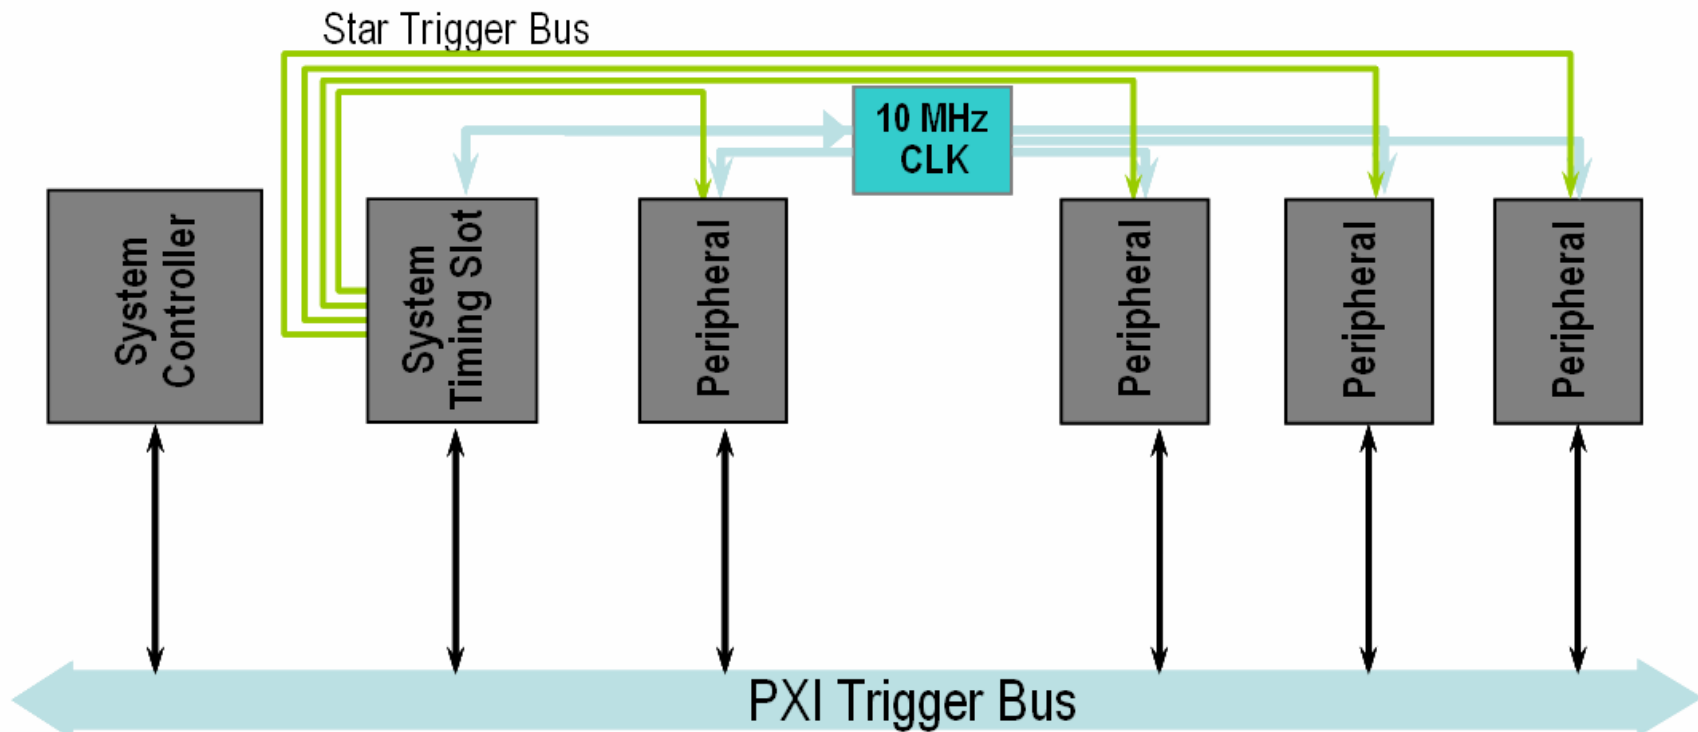 Star Trigger Bus
10 MHz
CLK
System
Controller
System
Timing Slot
Peripheral
Peripheral
Peripheral
Peripheral
PXI Trigger Bus